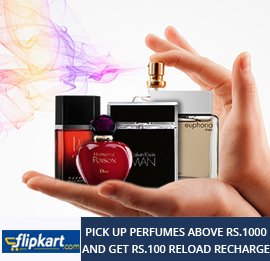 euphoria
HYPNOTIC
POISON
Dior
Calvin Klein
MAN
flipkart.com
PICK UP PERFUMES ABOVE RS.1000
AND GET RS.100 RELOAD RECHARGE